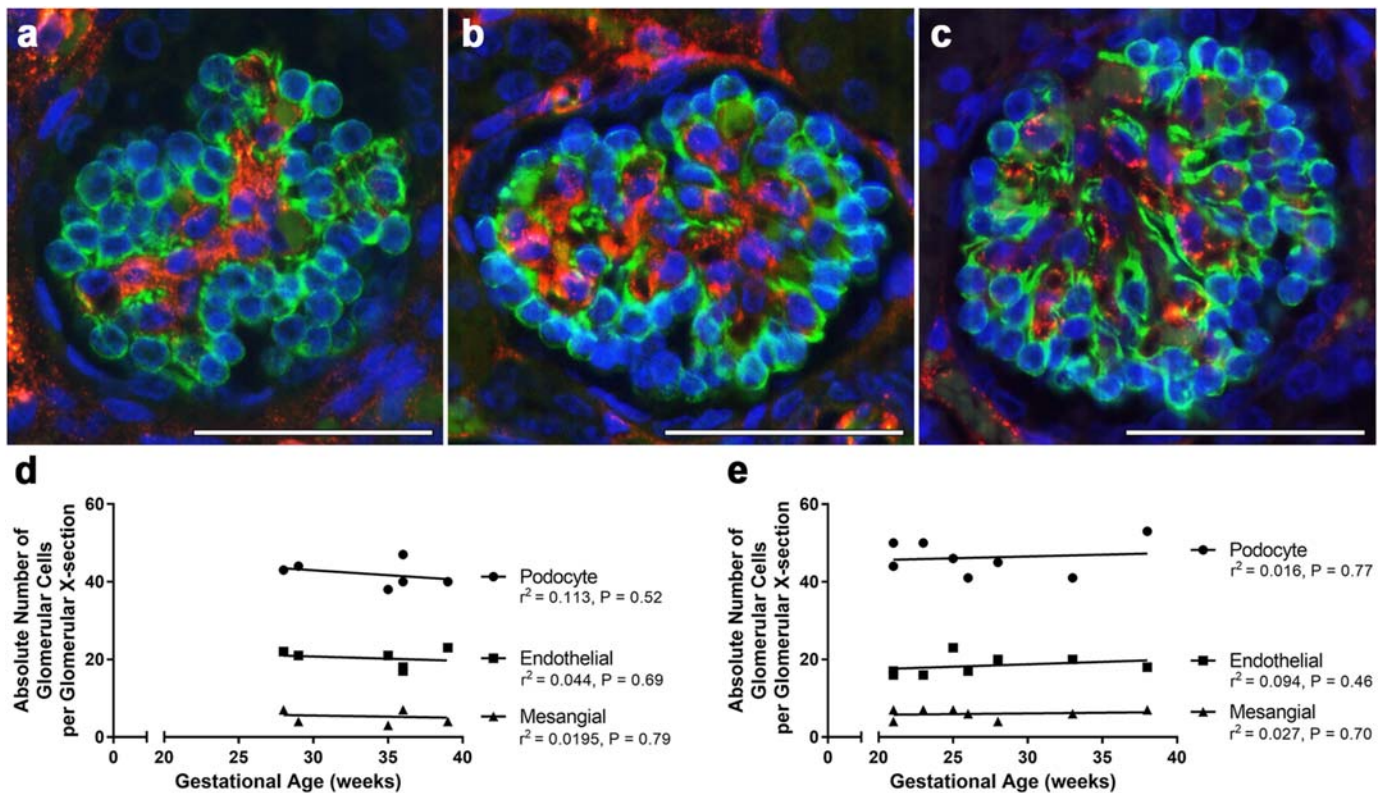 a
b
c
d
Absolute Number of
Glomerular Cells
per Glomerular X-section
60
40
20
0
0
20
25
30
35
40
Gestational Age (weeks)
Podocyte
r² = 0.113, P = 0.52
Endothelial
r² = 0.044, P = 0.69
Mesangial
r² = 0.0195, P = 0.79
e
Absolute Number of
Glomerular Cells
per Glomerular X-section
60
40
20
0
0
20
25
30
35
40
Gestational Age (weeks)
Podocyte
r² = 0.016, P = 0.77
Endothelial
r² = 0.094, P = 0.46
Mesangial
r² = 0.027, P = 0.70